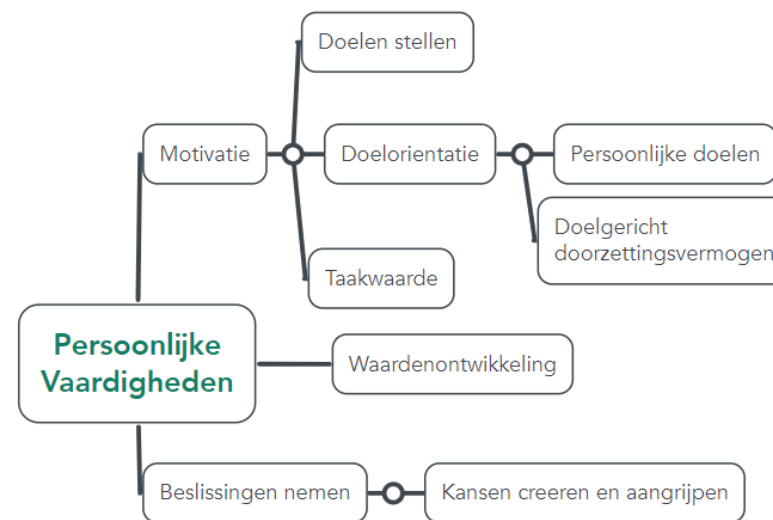 Doelen stellen
Motivatie
Doelorientatie
Persoonlijke doelen
Doelgericht
doorzettingsvermogen
Taakwaarde
Persoonlijke
Vaardigheden
Waardenontwikkeling
Beslissingen nemen
Kansen creeren en aangrijpen